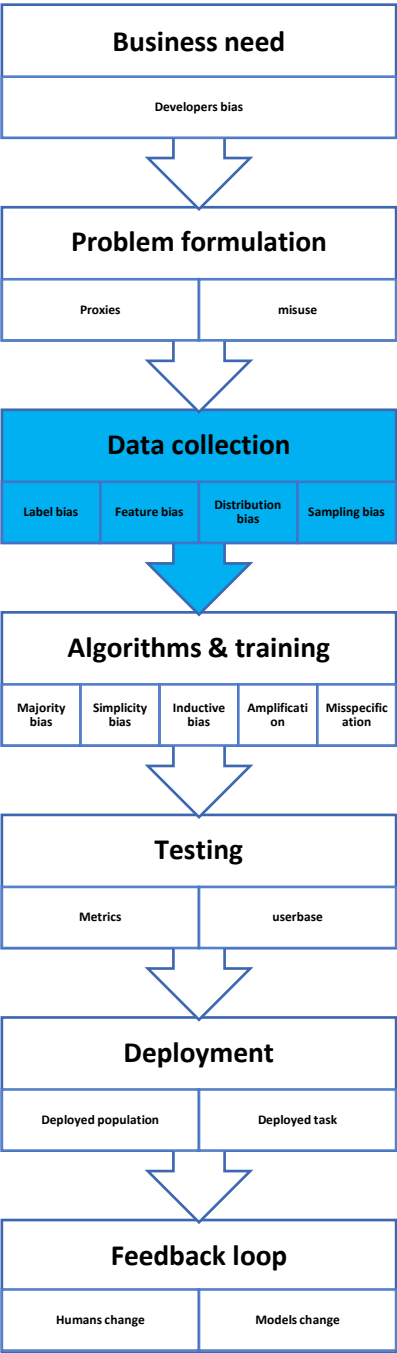 Business need
Developers bias
Problem formulation
Proxies
misuse
Data collection
Label bias
Feature bias
Distribution
bias
Sampling bias
Algorithms & training
Majority
bias
Simplicity
bias
Inductive
bias
Amplificati
on
Misspecific
ation
Testing
Metrics
userbase
Deployment
Deployed population
Deployed task
Feedback loop
Humans change
Models change